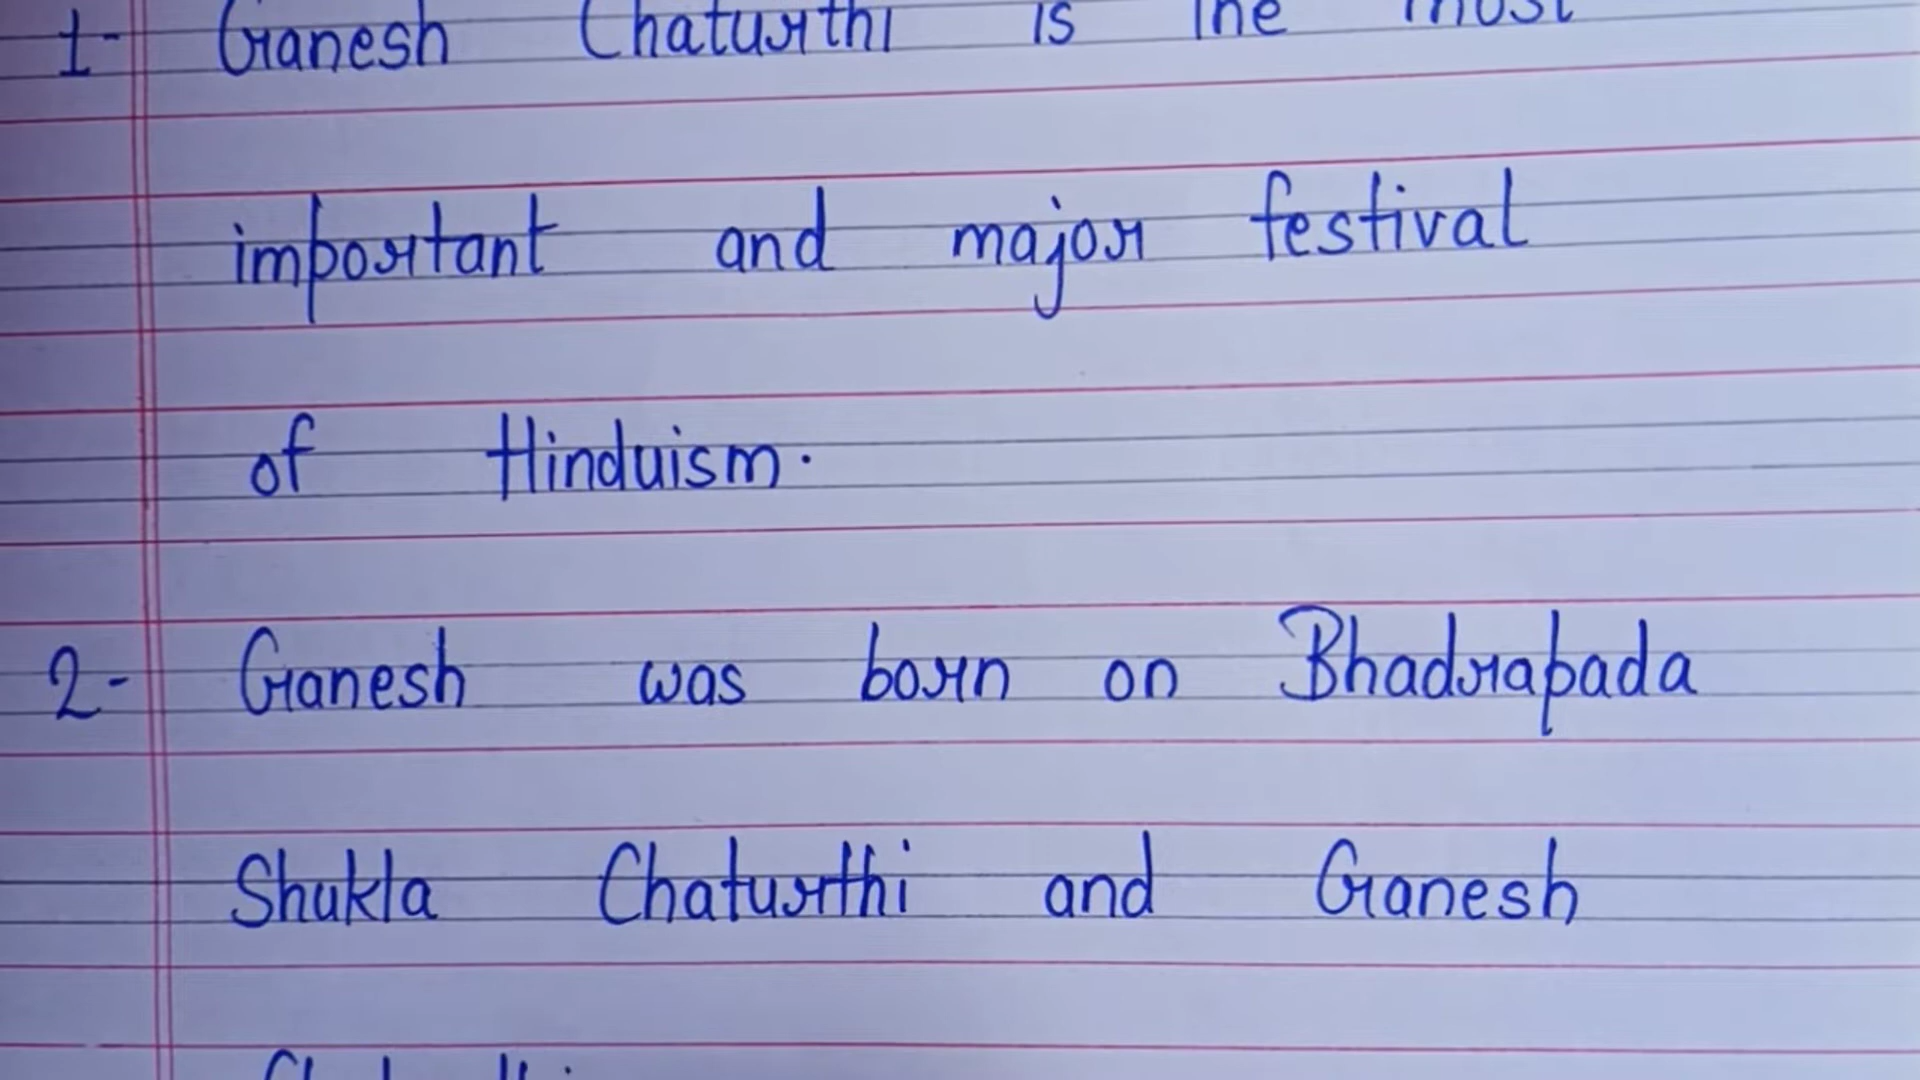 1- Ganesh Chaturthi is the most
important and major festival
of Hinduism.
2- Ganesh was born on Bhadrapada
Shukla Chaturthi and Ganesh